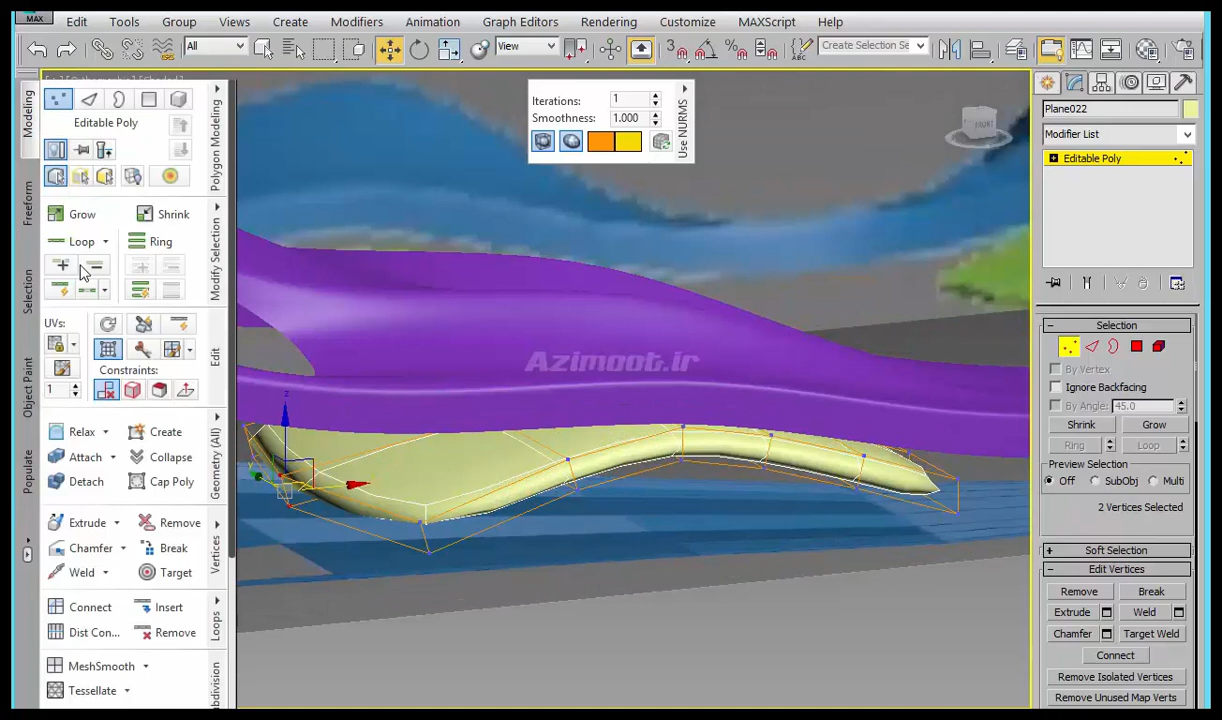 MAX
Edit Tools Group Views Create Modifiers Animation Graph Editors Rendering Customize MAXScript Help
All View Create Selection Se
Modeling
Freeform
Selection
Object Paint
Populate
Editable Poly
Polygon Modeling
Grow Shrink
Loop Ring
Modify Selection
UVs:
1
Constraints:
Edit
Relax Create
Attach Collapse
Detach Cap Poly
Geometry (All)
Extrude Remove
Chamfer Break
Weld Target
Vertices
Connect Insert
Dist Con... Remove
Loops
MeshSmooth
Tessellate
Subdivision
Iterations: 1
Smoothness: 1.000
Use NURMS
FRONT
z
Azimoot.ir
Plane022
Modifier List
Editable Poly
Selection
By Vertex
Ignore Backfacing
By Angle: 45.0
Shrink Grow
Ring Loop
Preview Selection
Off SubObj Multi
2 Vertices Selected
Soft Selection
Edit Vertices
Remove Break
Extrude Weld
Chamfer Target Weld
Connect
Remove Isolated Vertices
Remove Unused Map Verts